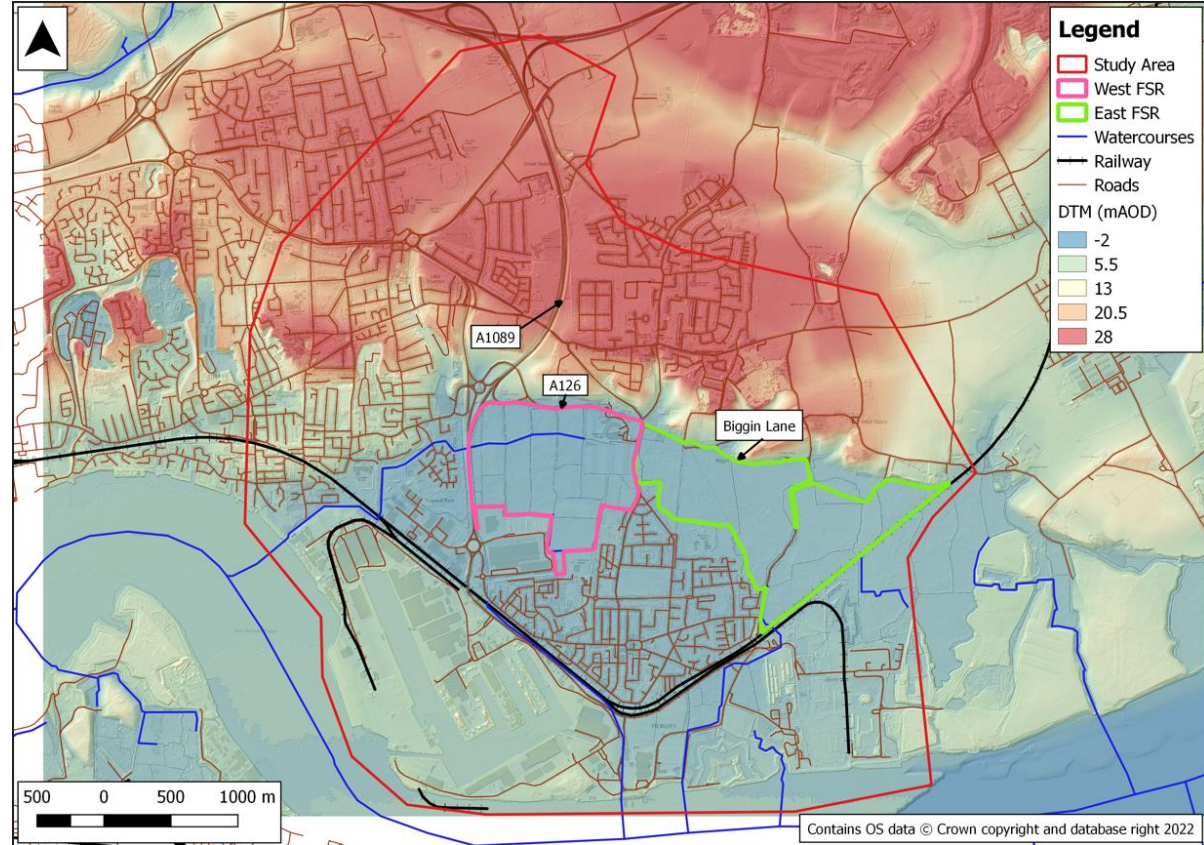 Legend
Study Area
West FSR
East FSR
Watercourses
Railway
Roads
DTM (mAOD)
-2
5.5
13
20.5
28
A1089
A126
Biggin Lane
TILBURY
500 0 500 1000 m
Contains OS data © Crown copyright and database right 2022